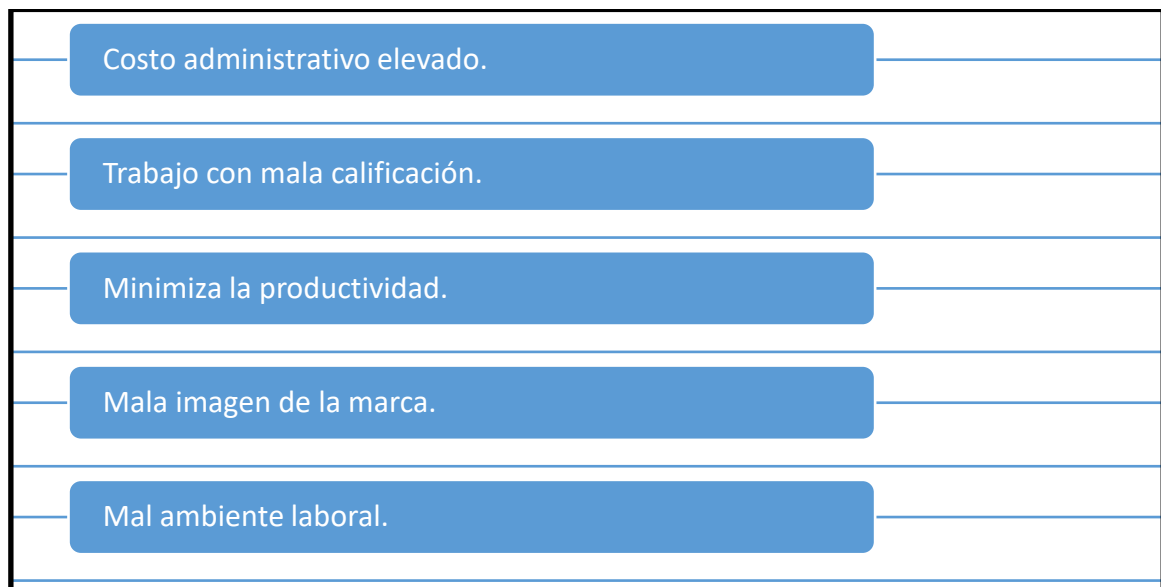 Costo administrativo elevado.
Trabajo con mala calificación.
Minimiza la productividad.
Mala imagen de la marca.
Mal ambiente laboral.